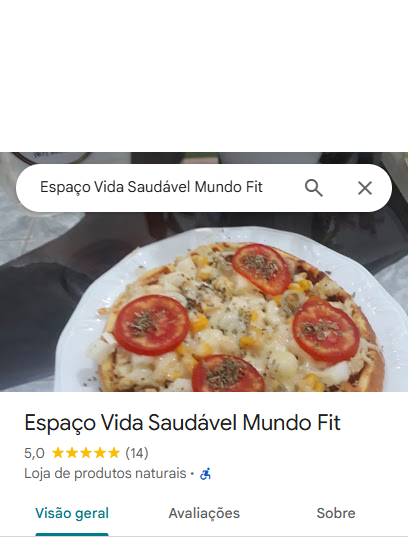 Espaço Vida Saudável Mundo Fit
Espaço Vida Saudável Mundo Fit
5,0 (14)
Loja de produtos naturais ·
Visão geral Avaliações Sobre